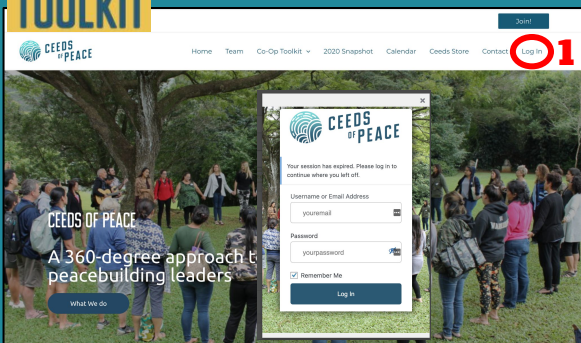 TOOLKIT
Join!
CEEDS
OF PEACE
Home Team Co-Op Toolkit 2020 Snapshot Calendar Ceeds Store Contact Log In
1
CEEDS
OF PEACE
Your session has expired. Please log in to
continue where you left off.
Username or Email Address
youremail
Password
yourpassword
Remember Me
Log In
CEEDS OF PEACE
A 360-degree approach t
peacebuilding leaders
What We do